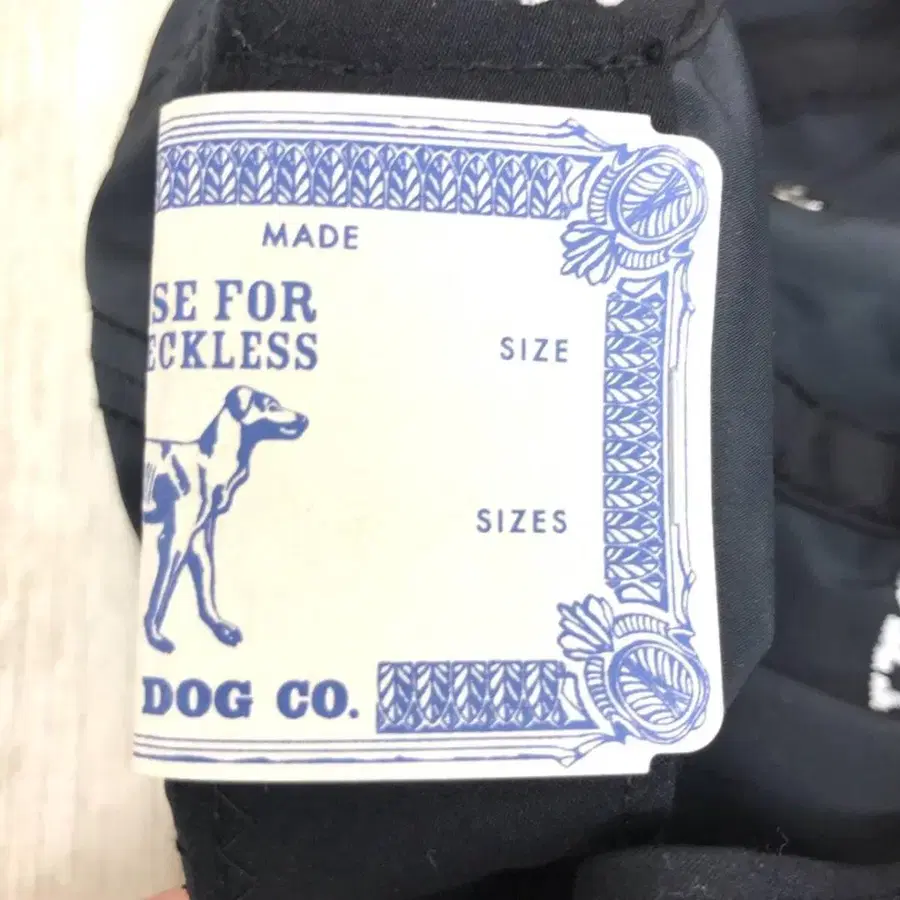 MADE
SE FOR
ECKLESS
SIZE
SIZES
DOG CO.